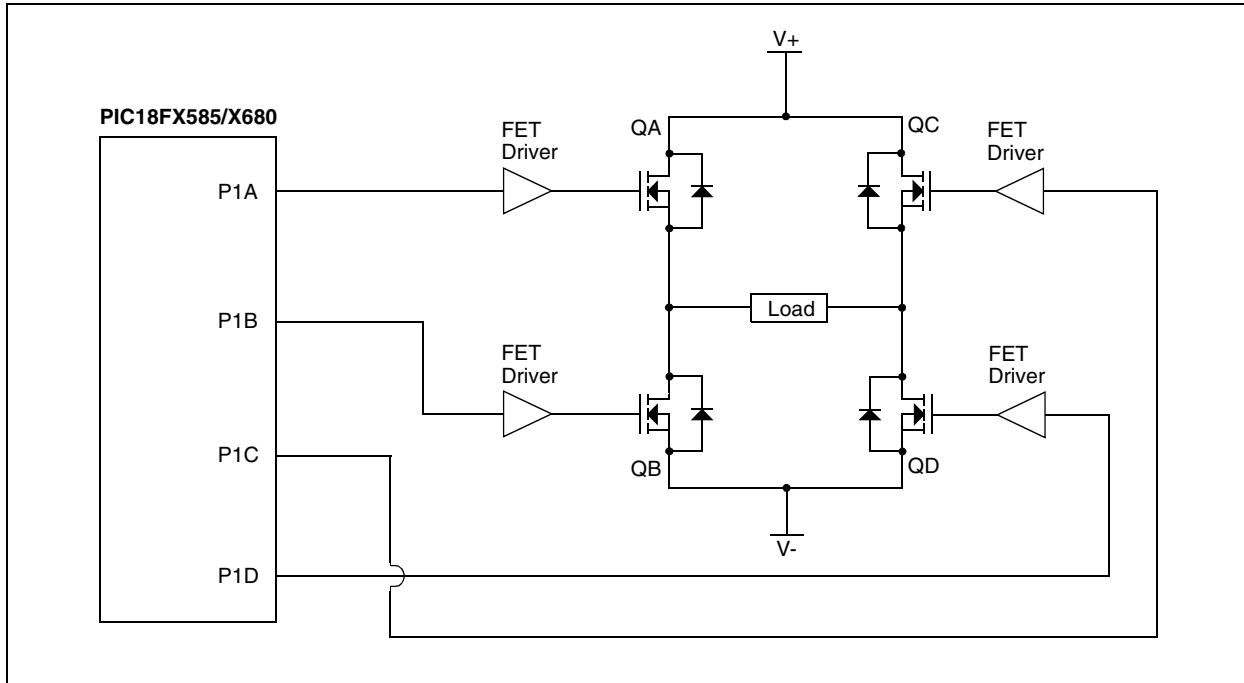 V+
PIC18FX585/X680
FET
Driver
QA
QC
FET
Driver
P1A
Load
P1B
FET
Driver
FET
Driver
P1C
QB
QD
V-
P1D